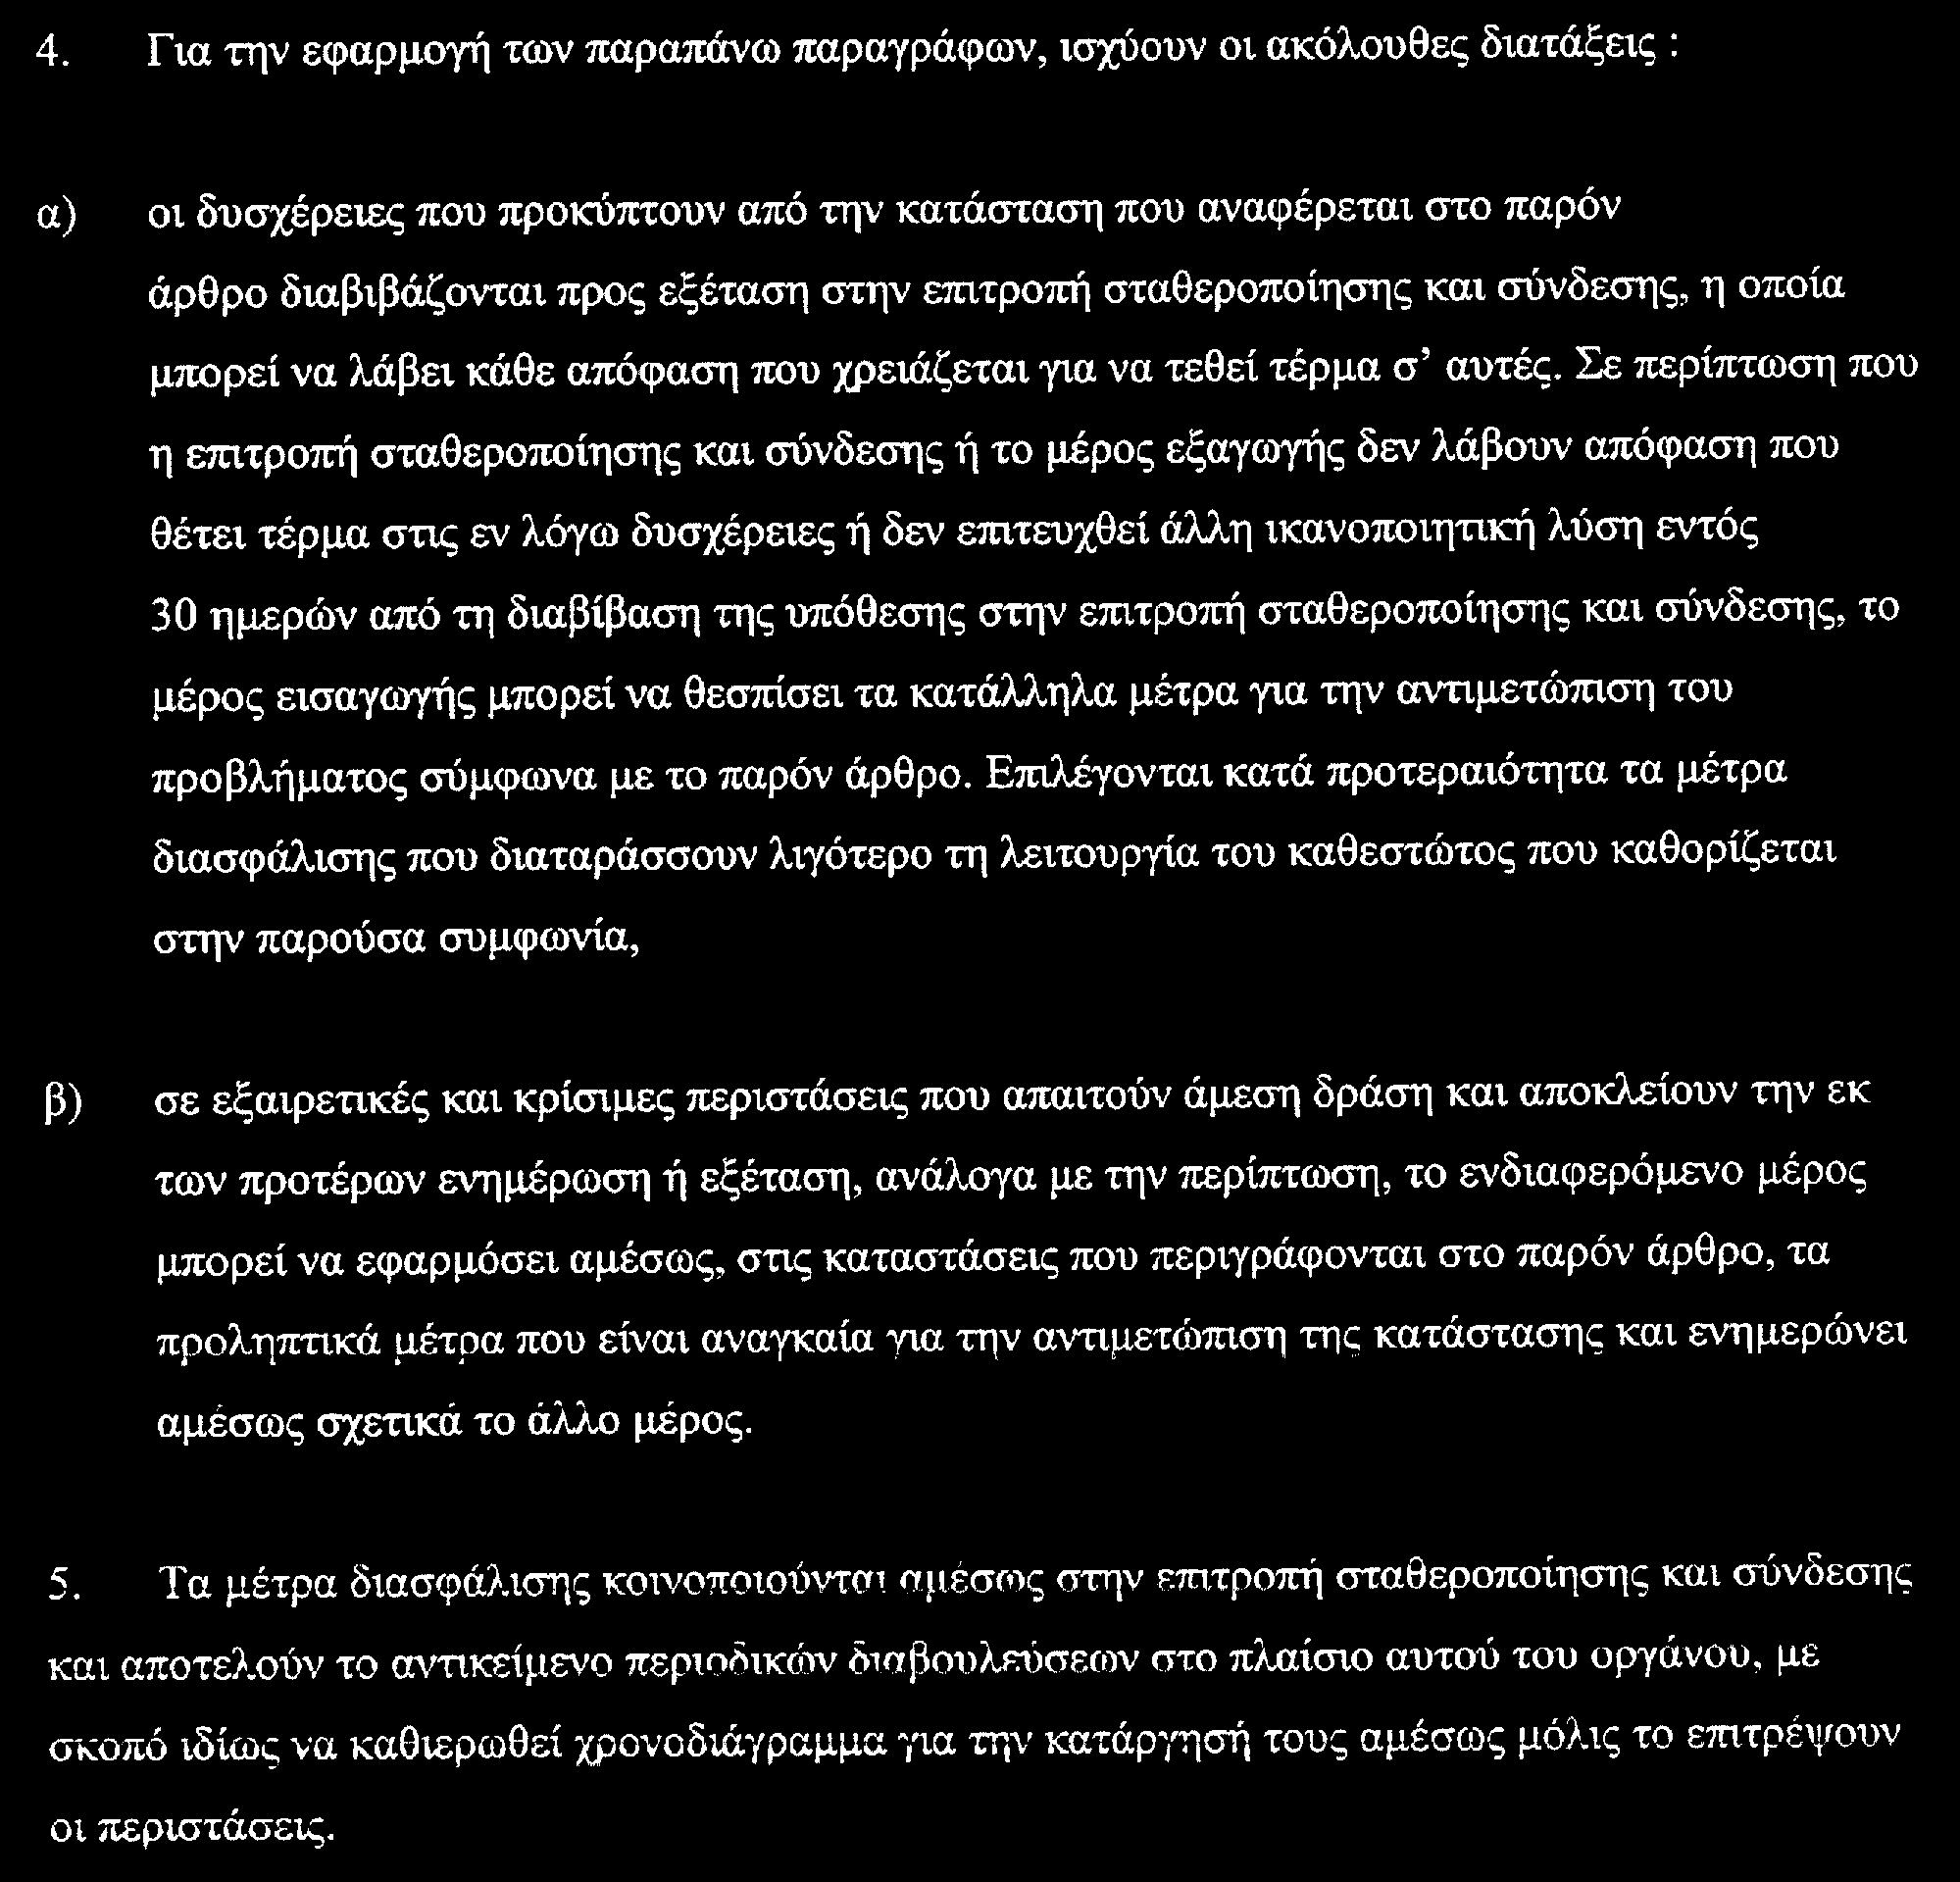 4. Για την εφαρμογή των παραπάνω παραγράφων, ισχύουν οι ακόλουθες διατάξεις :
α) οι δυσχέρειες που προκύπτουν από την κατάσταση που αναφέρεται στο παρόν
άρθρο διαβιβάζονται προς εξέταση στην επιτροπή σταθεροποίησης και σύνδεσης, η οποία
μπορεί να λάβει κάθε απόφαση που χρειάζεται για να τεθεί τέρμα σ’ αυτές. Σε περίπτωση που
η επιτροπή σταθεροποίησης και σύνδεσης ή το μέρος εξαγωγής δεν λάβουν απόφαση που
θέτει τέρμα στις εν λόγω δυσχέρειες ή δεν επιτευχθεί άλλη ικανοποιητική λύση εντός
30 ημερών από τη διαβίβαση της υπόθεσης στην επιτροπή σταθεροποίησης και σύνδεσης, το
μέρος εισαγωγής μπορεί να θεσπίσει τα κατάλληλα μέτρα για την αντιμετώπιση του
προβλήματος σύμφωνα με το παρόν άρθρο. Επιλέγονται κατά προτεραιότητα τα μέτρα
διασφάλισης που διαταράσσουν λιγότερο τη λειτουργία του καθεστώτος που καθορίζεται
στην παρούσα συμφωνία,
β) σε εξαιρετικές και κρίσιμες περιστάσεις που απαιτούν άμεση δράση και αποκλείουν την εκ
των προτέρων ενημέρωση ή εξέταση, ανάλογα με την περίπτωση, το ενδιαφερόμενο μέρος
μπορεί να εφαρμόσει αμέσως, στις καταστάσεις που περιγράφονται στο παρόν άρθρο, τα
προληπτικά μέτρα που είναι αναγκαία για την αντιμετώπιση της κατάστασης και ενημερώνει
αμέσως σχετικά το άλλο μέρος.
5. Τα μέτρα διασφάλισης κοινοποιούνται αμέσως στην επιτροπή σταθεροποίησης και σύνδεσης
και αποτελούν το αντικείμενο περιοδικών διαβουλεύσεων στο πλαίσιο αυτού του οργάνου, με
σκοπό ιδίως να καθιερωθεί χρονοδιάγραμμα για την κατάργησή τους αμέσως μόλις το επιτρέψουν
οι περιστάσεις.